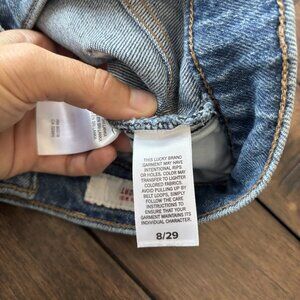 THIS LUCKY BRAND
GARMENT MAY HAVE
INTENTIONAL RIPS
OR HOLES. COLOR MAY
TRANSFER TO LIGHTER
COLORED FABRICS.
AVOID PULLING UP BY
BELT LOOPS, SIMPLY
FOLLOW THE CARE
INSTRUCTIONS TO
ENSURE THAT YOUR
GARMENT MAINTAINS ITS
INDIVIDUAL CHARACTER.
8/29